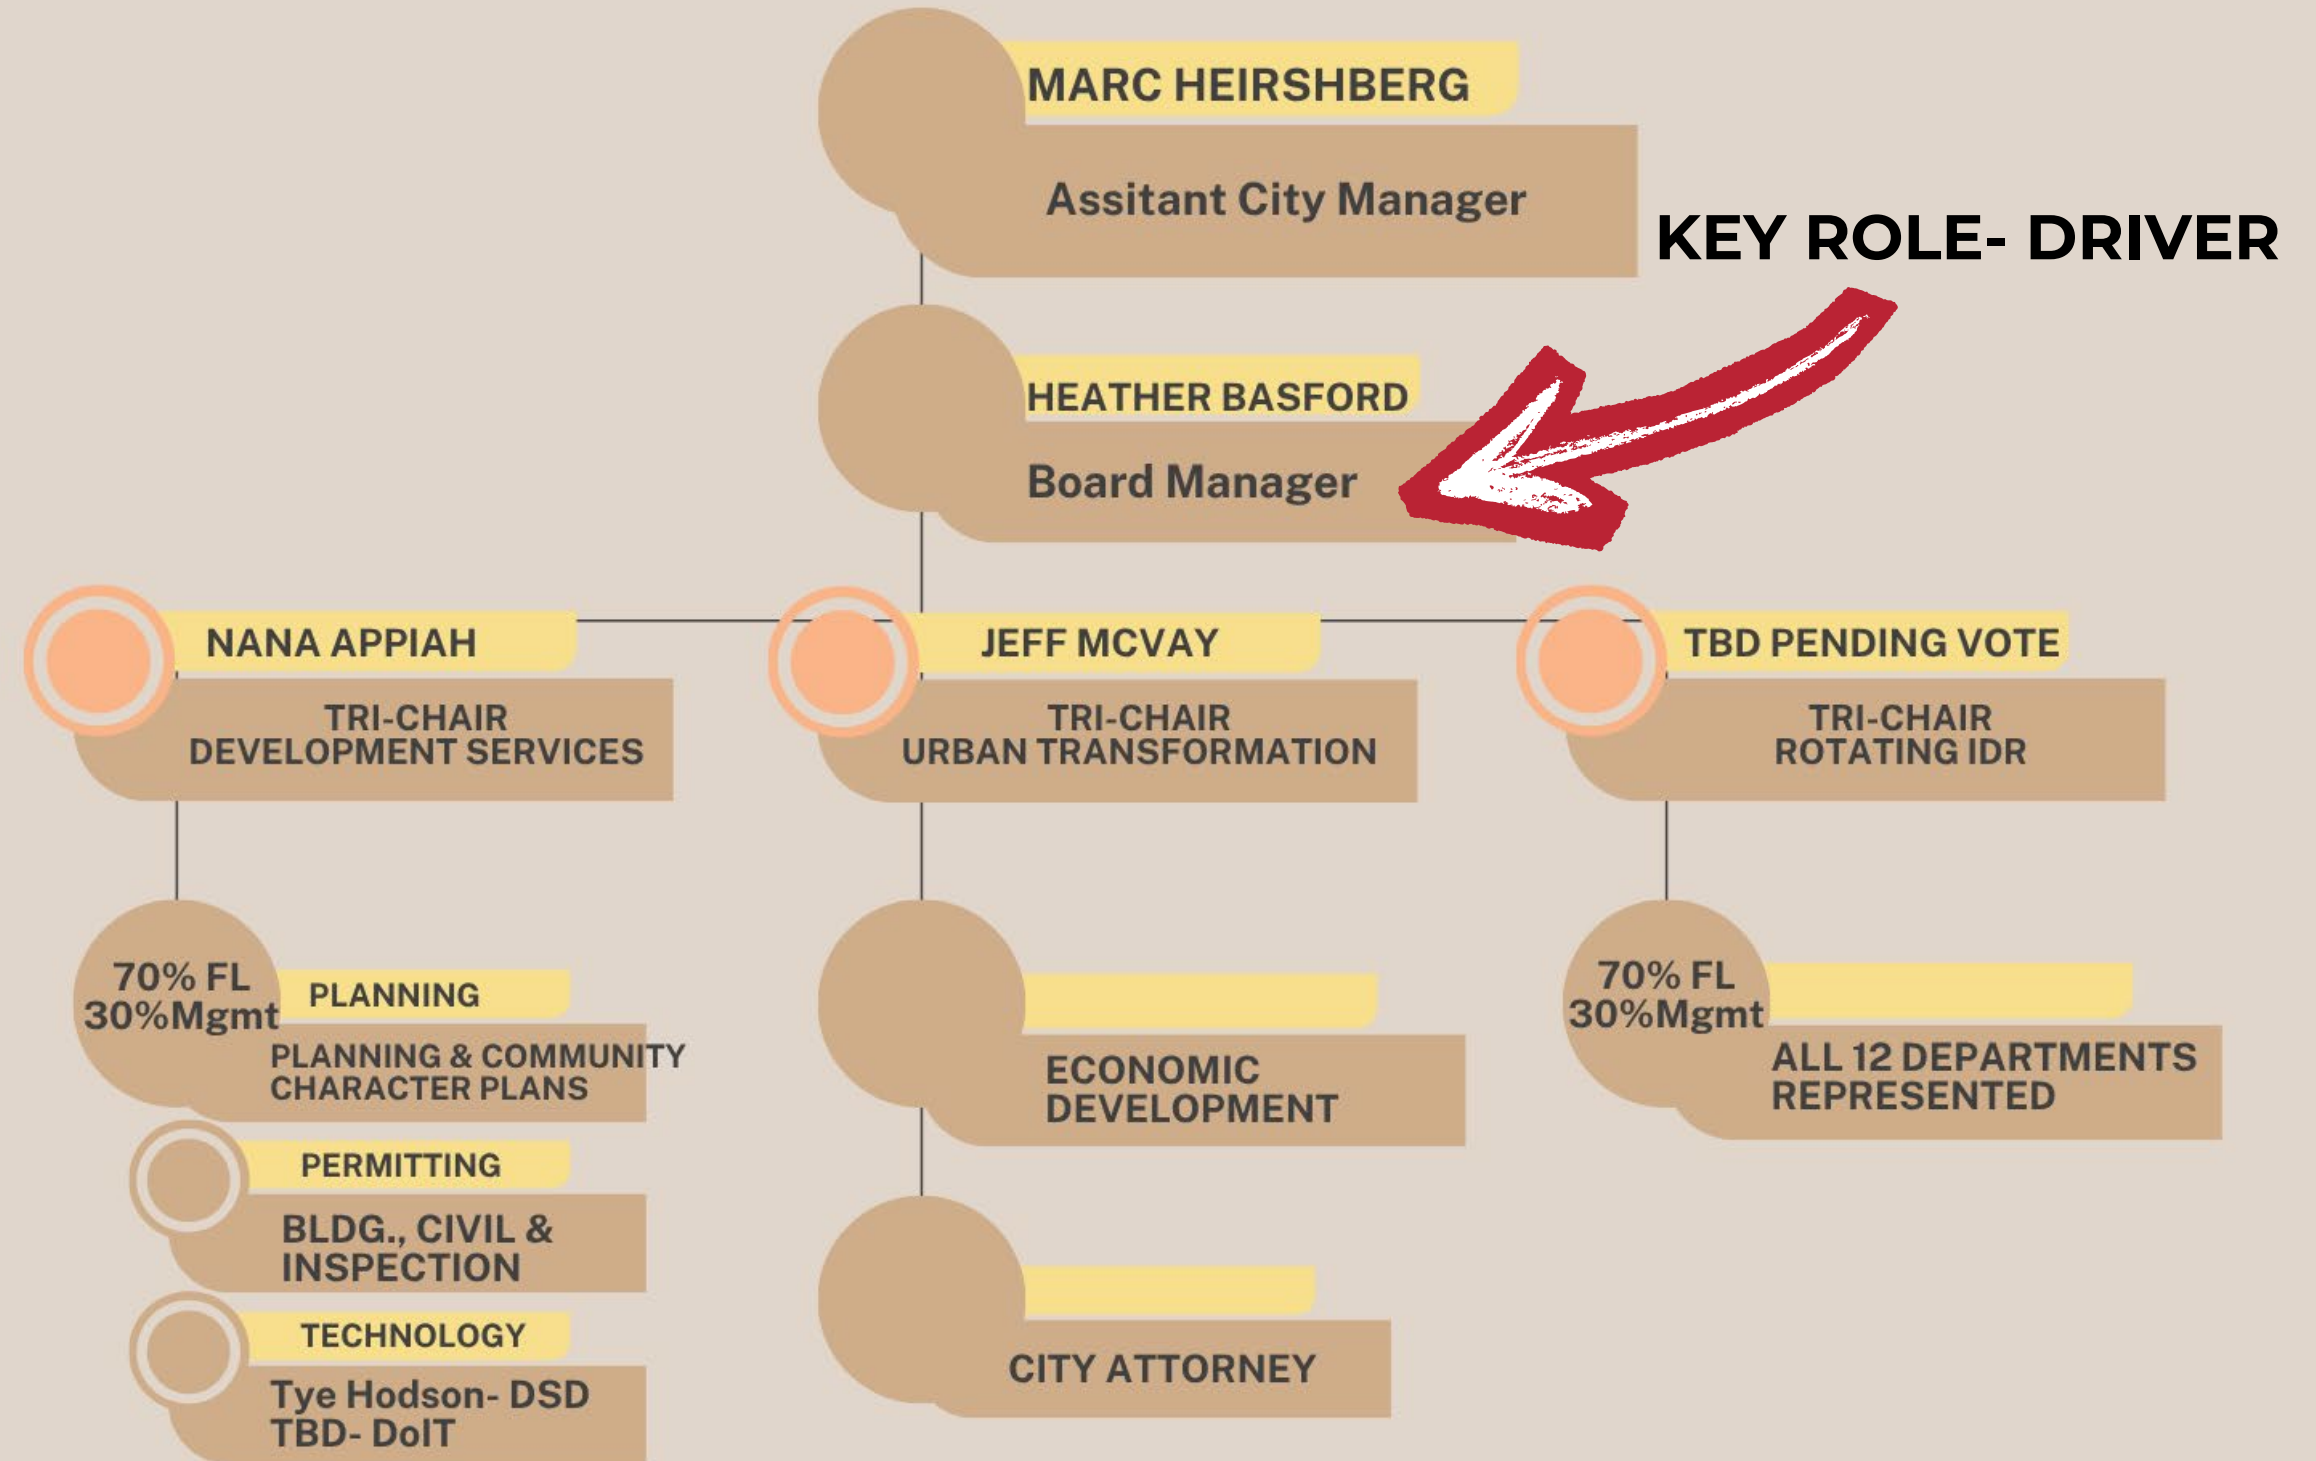 MARC HEIRSHBERG
Assitant City Manager
KEY ROLE- DRIVER
HEATHER BASFORD
Board Manager
NANA APPIAH
TRI-CHAIR
DEVELOPMENT SERVICES
JEFF MCVAY
TRI-CHAIR
URBAN TRANSFORMATION
TBD PENDING VOTE
TRI-CHAIR
ROTATING IDR
70% FL
30%Mgmt
PLANNING
PLANNING & COMMUNITY
CHARACTER PLANS
PERMITTING
BLDG., CIVIL &
INSPECTION
TECHNOLOGY
Tye Hodson- DSD
TBD- DoIT
ECONOMIC
DEVELOPMENT
CITY ATTORNEY
70% FL
30%Mgmt
ALL 12 DEPARTMENTS
REPRESENTED